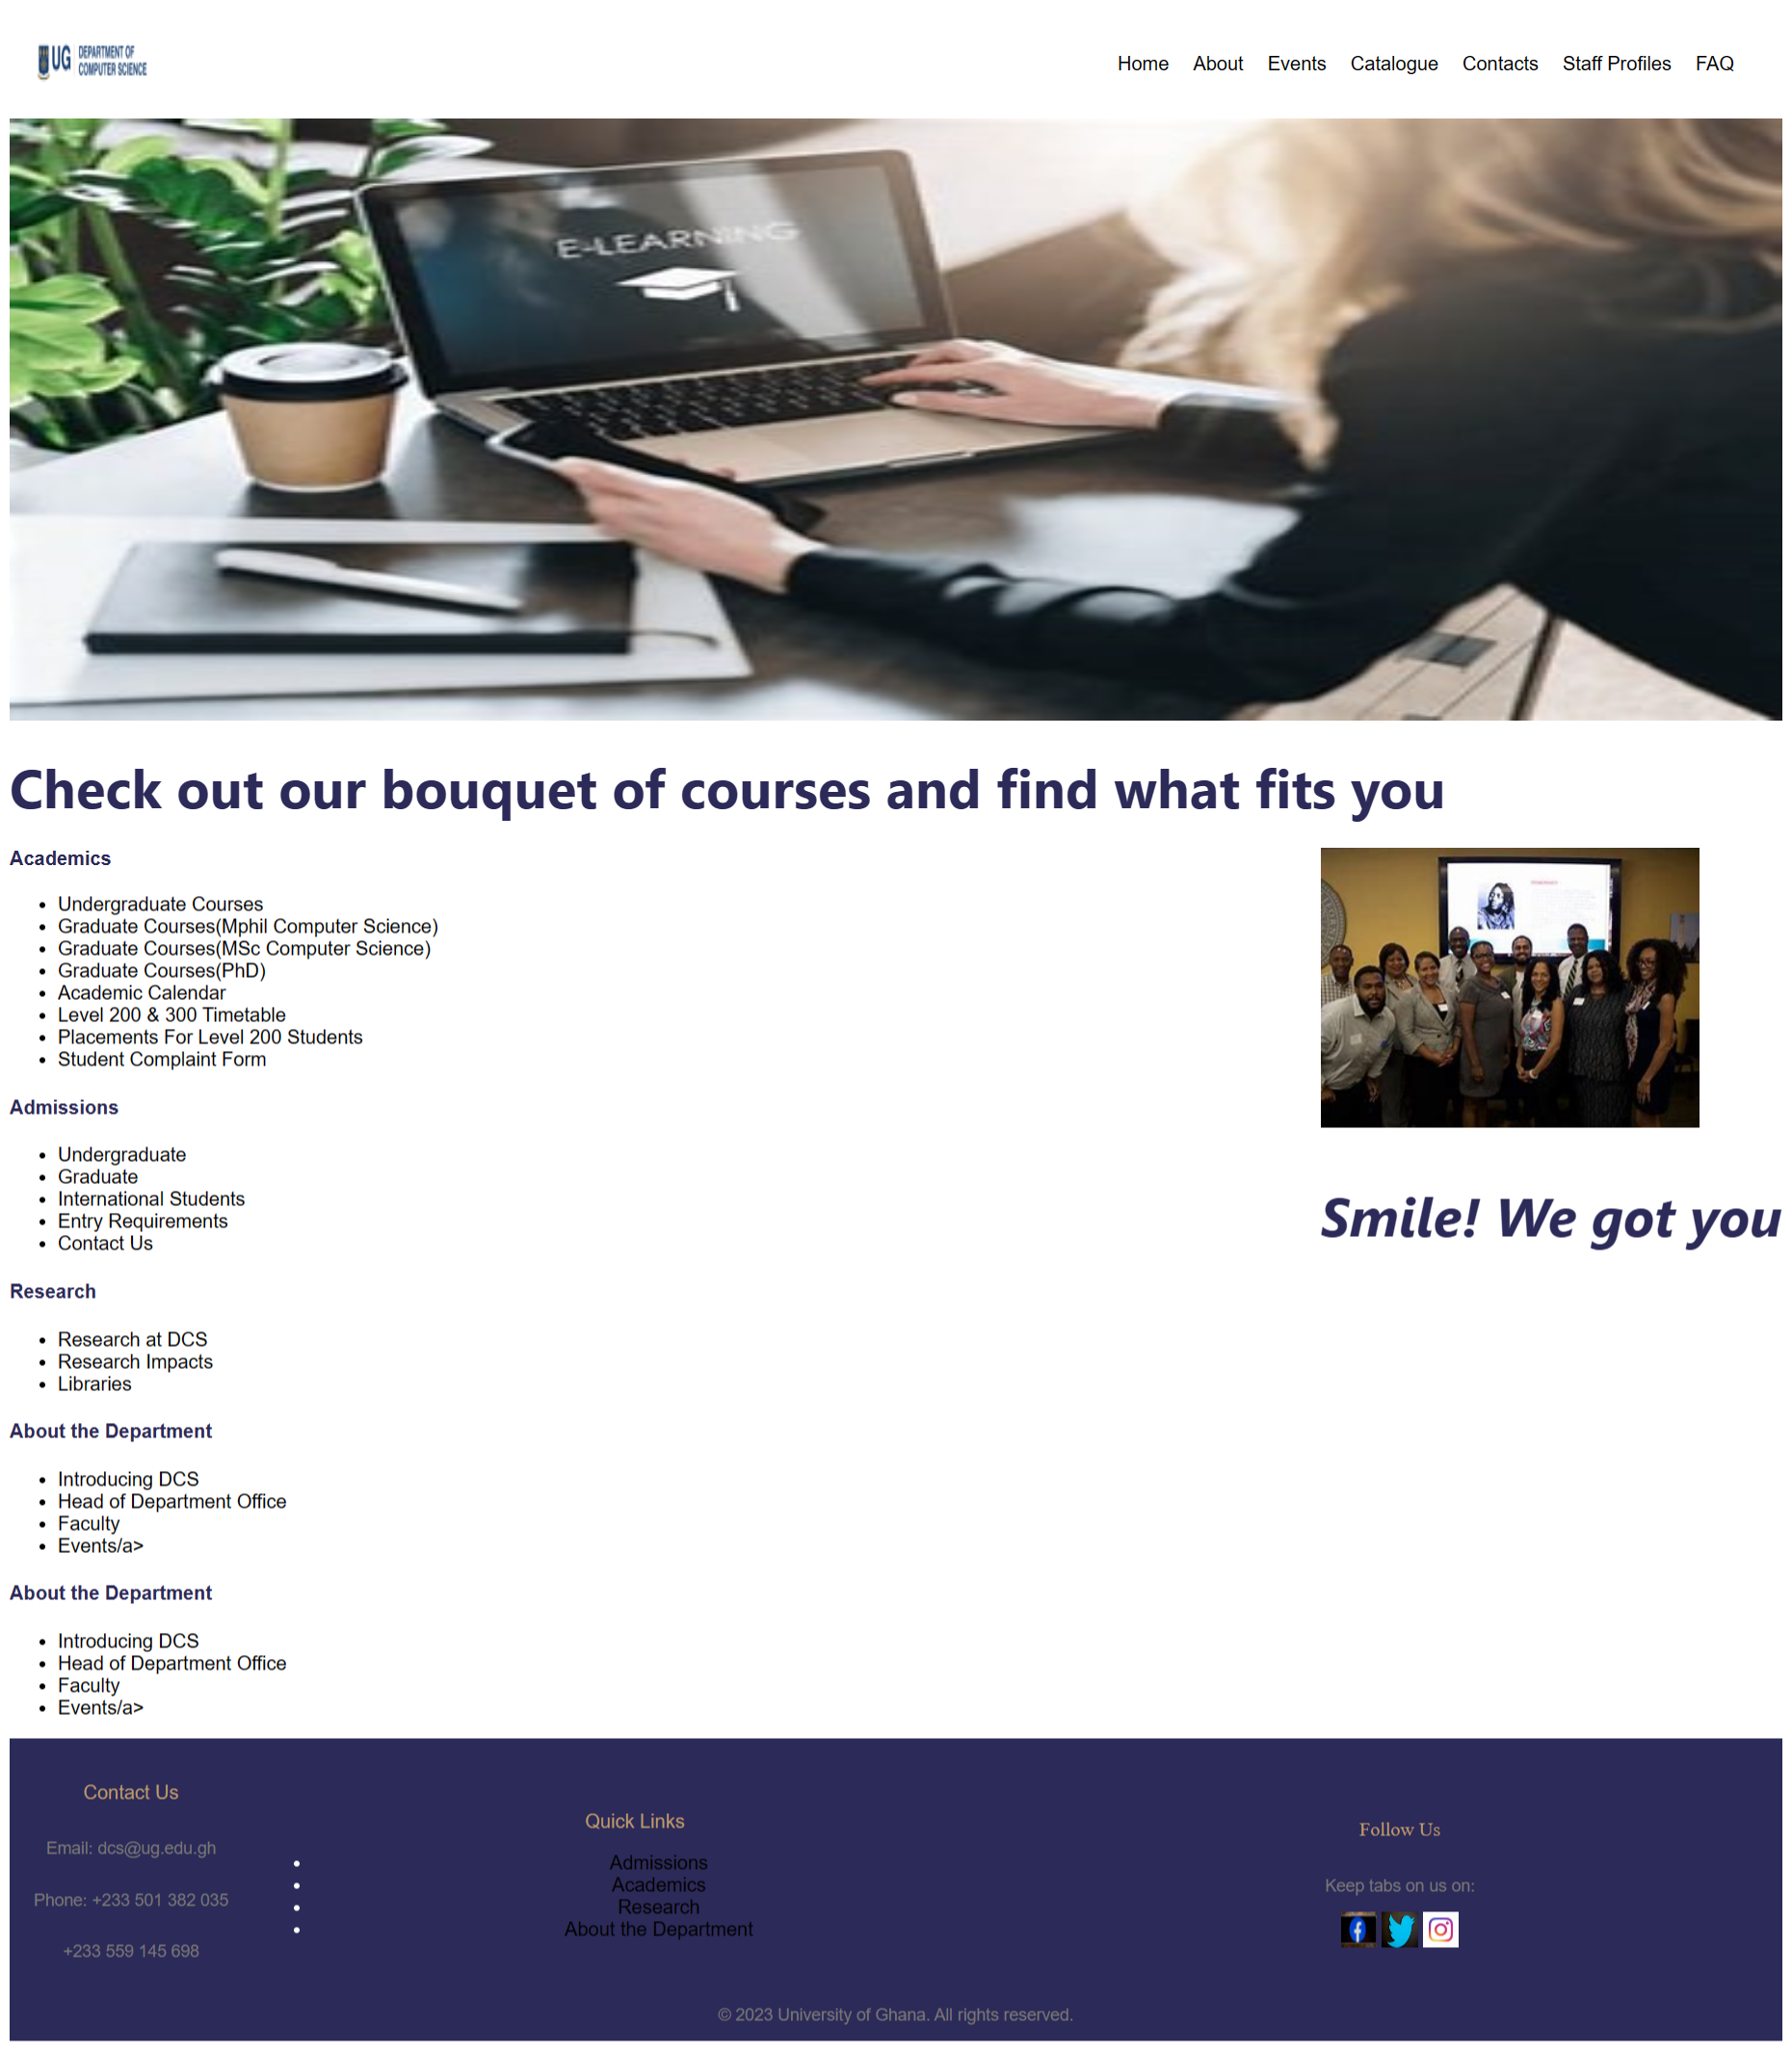 UG DEPARTMENT OF
COMPUTER SCIENCE
Home About Events Catalogue Contacts Staff Profiles FAQ
E-LEARNING
Check out our bouquet of courses and find what fits you
Academics
Undergraduate Courses
Graduate Courses(Mphil Computer Science)
Graduate Courses(MSc Computer Science)
Graduate Courses(PhD)
Academic Calendar
Level 200 & 300 Timetable
Placements For Level 200 Students
Student Complaint Form
Admissions
Undergraduate
Graduate
International Students
Entry Requirements
Contact Us
Smile! We got you
Research
Research at DCS
Research Impacts
Libraries
About the Department
Introducing DCS
Head of Department Office
Faculty
Events/a>
About the Department
Introducing DCS
Head of Department Office
Faculty
Events/a>
Contact Us
Email: dcs@ug.edu.gh
Phone: +233 501 382 035
+233 559 145 698
Quick Links
Admissions
Academics
Research
About the Department
Follow Us
Keep tabs on us on:
© 2023 University of Ghana. All rights reserved.